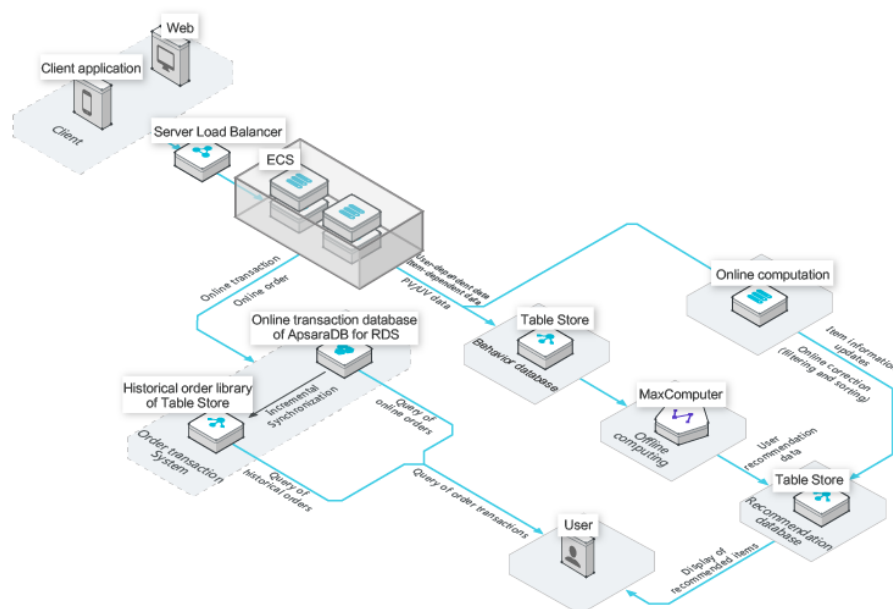 Web
Client application
Client
Server Load Balancer
ECS
Online transaction
Online order
User-dependent data
Item-dependent data
PV/UV data
Online computation
Table Store
Behavior database
Item information
updates
Online correction
(filtering and sorting)
Online transaction database
of ApsaraDB for RDS
Historical order library
of Table Store
Incremental
Synchronization
Query of
online orders
Order transaction
System
Query of
historical orders
Query of order transactions
MaxComputer
Offline
computing
User
recommendation
data
Table Store
Recommendation
database
User
Display of
recommended items